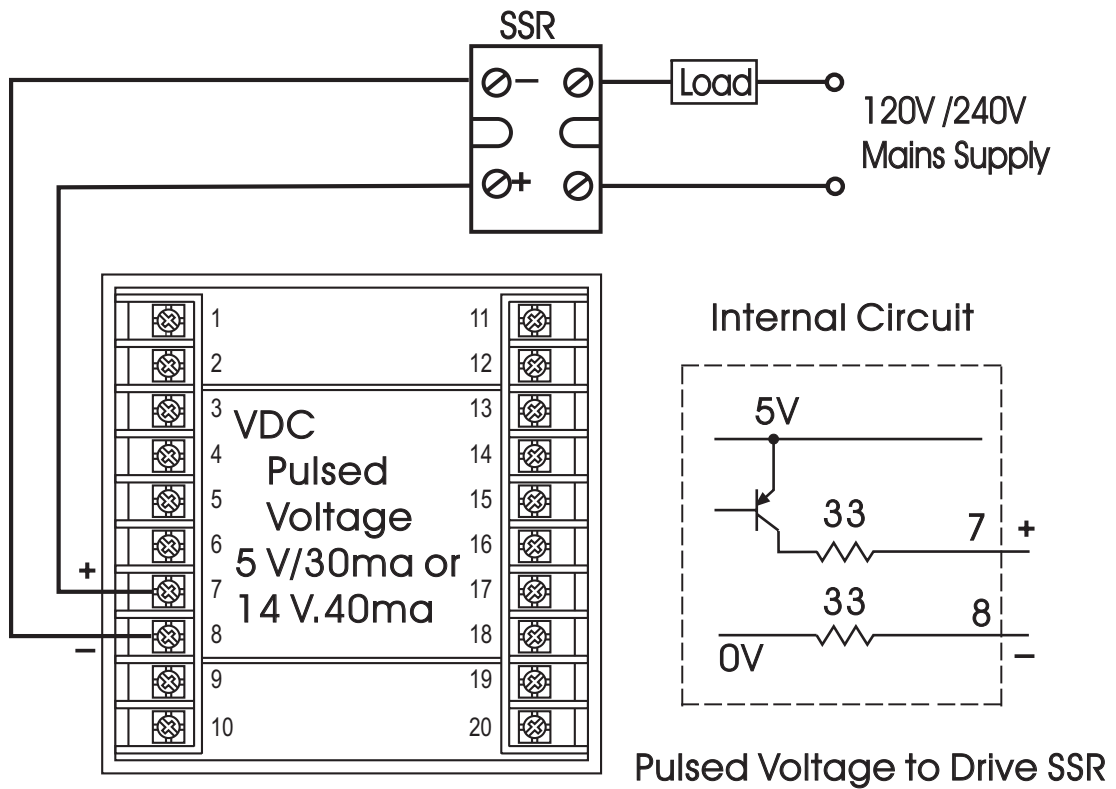 SSR
−
Load
120V /240V
Mains Supply
+
1
2
3
4
5
6
7
8
9
10
+
−
VDC
Pulsed
Voltage
5 V/30ma or
14 V.40ma
11
12
13
14
15
16
17
18
19
20
Internal Circuit
5V
33
7
+
33
8
0V
−
Pulsed Voltage to Drive SSR